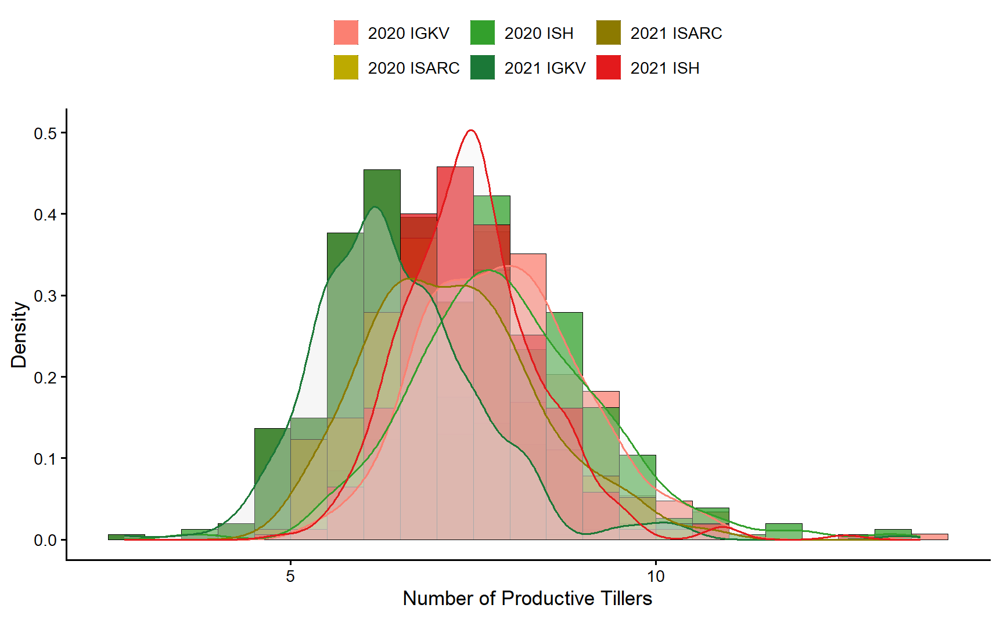 2020 IGKV 2020 ISH 2021 ISARC
2020 ISARC 2021 IGKV 2021 ISH
0.5
0.4
0.3
0.2
0.1
0.0
Density
5 10
Number of Productive Tillers